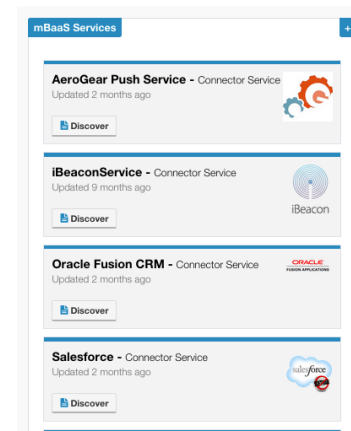 mBaaS Services
+
AeroGear Push Service - Connector Service
Updated 2 months ago
Discover
iBeaconService - Connector Service
Updated 9 months ago
iBeacon
Discover
Oracle Fusion CRM - Connector Service
ORACLE
FUSION APPLICATIONS
Updated 2 months ago
Discover
Salesforce - Connector Service
Updated 2 months ago
salesforce
Discover